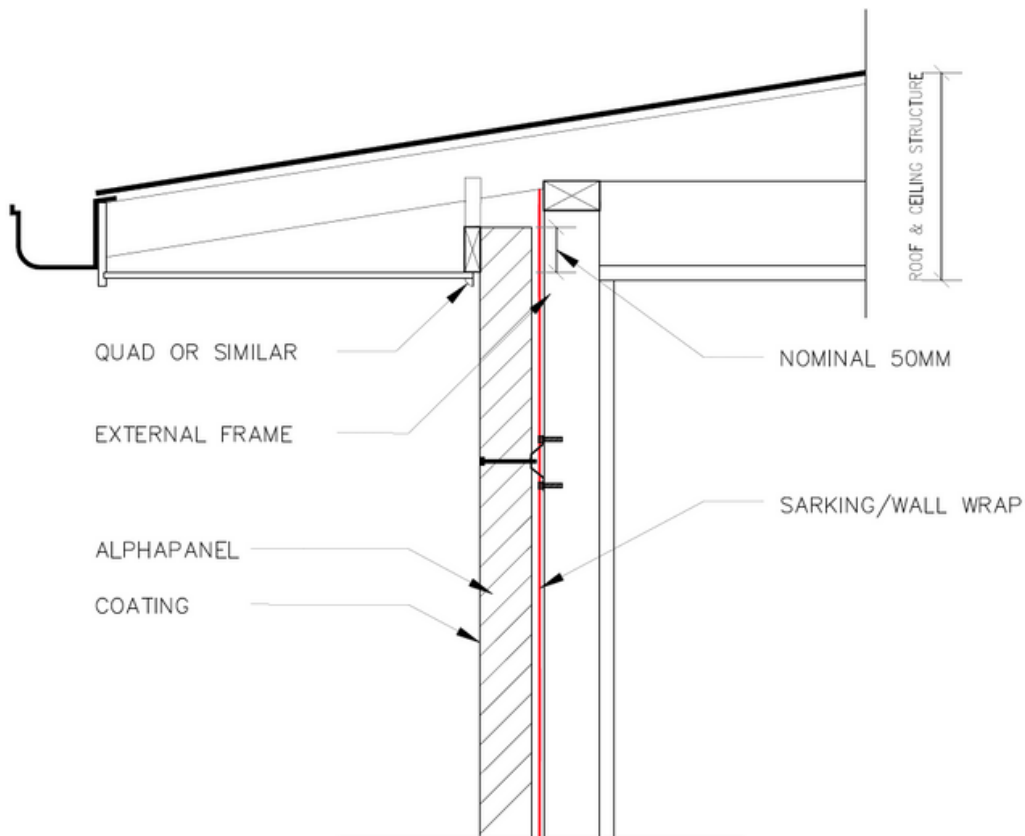 ROOF & CEILING STRUCTURE
QUAD OR SIMILAR
NOMINAL 50MM
EXTERNAL FRAME
SARKING/WALL WRAP
ALPHAPANEL
COATING